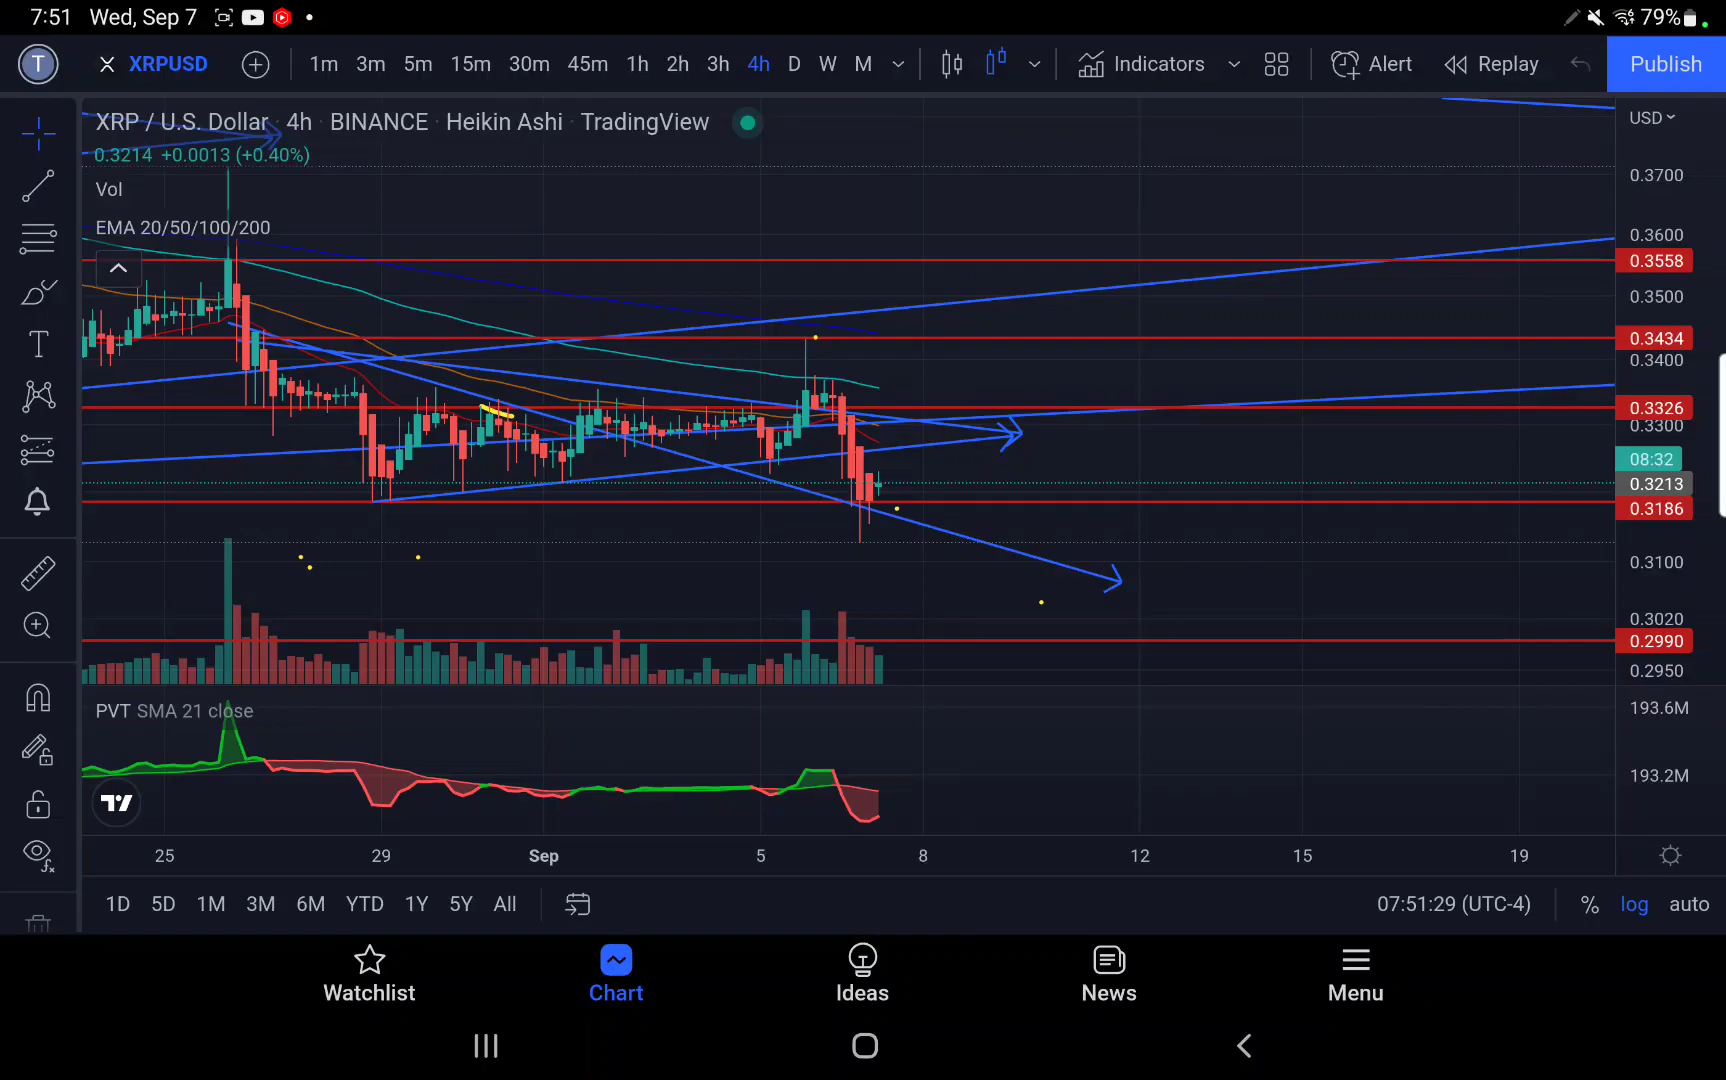 7:51 Wed, Sep 7 79%
T XRPUSD 1m 3m 5m 15m 30m 45m 1h 2h 3h 4h D W M Indicators Alert Replay Publish
XRP / U.S. Dollar · 4h · BINANCE · Heikin Ashi · TradingView
USD
0.3214 +0.0013 (+0.40%)
Vol
EMA 20/50/100/200
0.3700
0.3600
0.3558
0.3500
0.3434
0.3400
0.3326
0.3300
08:32
0.3213
0.3186
0.3100
0.3020
0.2990
0.2950
PVT SMA 21 close
193.6M
193.2M
25 29 Sep 5 8 12 15 19
1D 5D 1M 3M 6M YTD 1Y 5Y All 07:51:29 (UTC-4) % log auto
Watchlist Chart Ideas News Menu